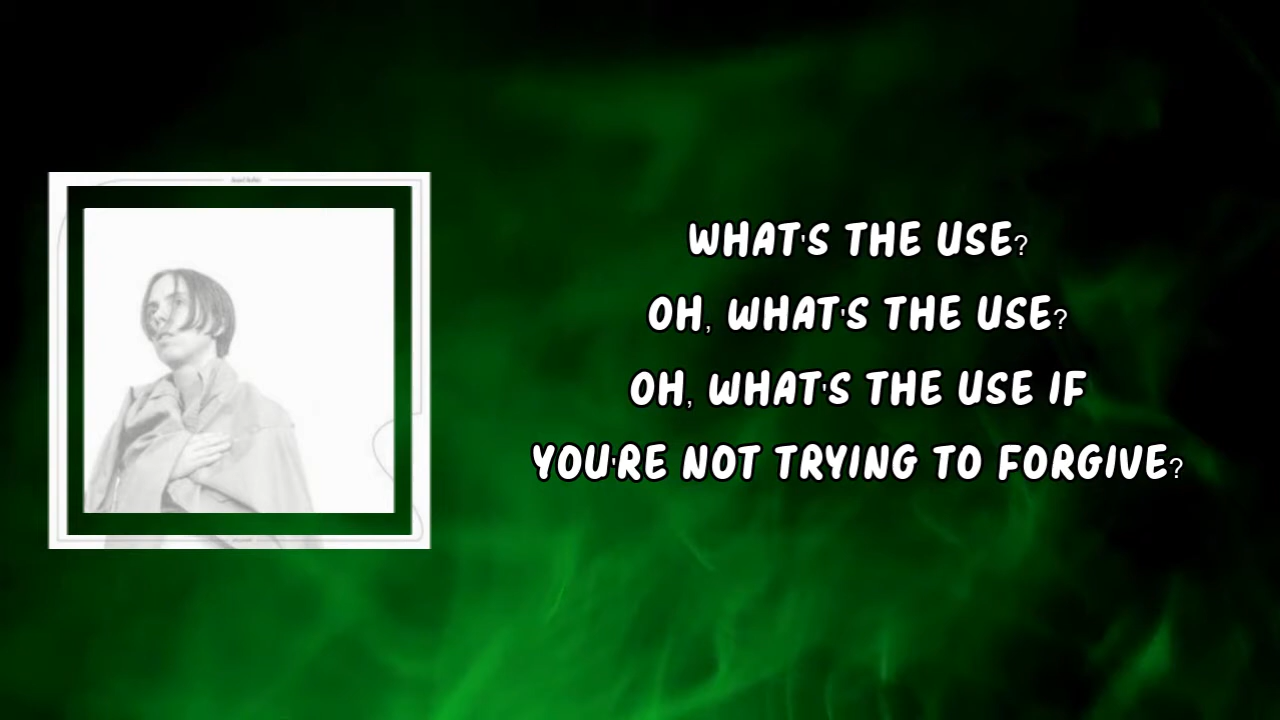 WHAT'S THE USE?
OH, WHAT'S THE USE?
OH, WHAT'S THE USE IF
YOU'RE NOT TRYING TO FORGIVE?